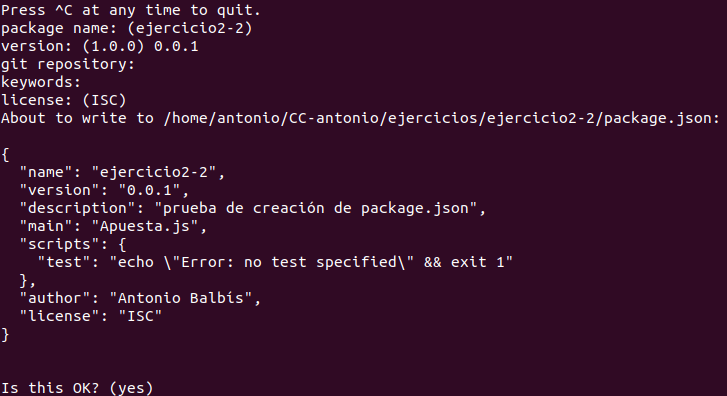 Press ^C at any time to quit.
package name: (ejercicio2-2)
version: (1.0.0) 0.0.1
git repository:
keywords:
license: (ISC)
About to write to /home/antonio/CC-antonio/ejercicios/ejercicio2-2/package.json:

{
  "name": "ejercicio2-2",
  "version": "0.0.1",
  "description": "prueba de creación de package.json",
  "main": "Apuesta.js",
  "scripts": {
    "test": "echo \"Error: no test specified\" && exit 1"
  },
  "author": "Antonio Balbís",
  "license": "ISC"
}

Is this OK? (yes)